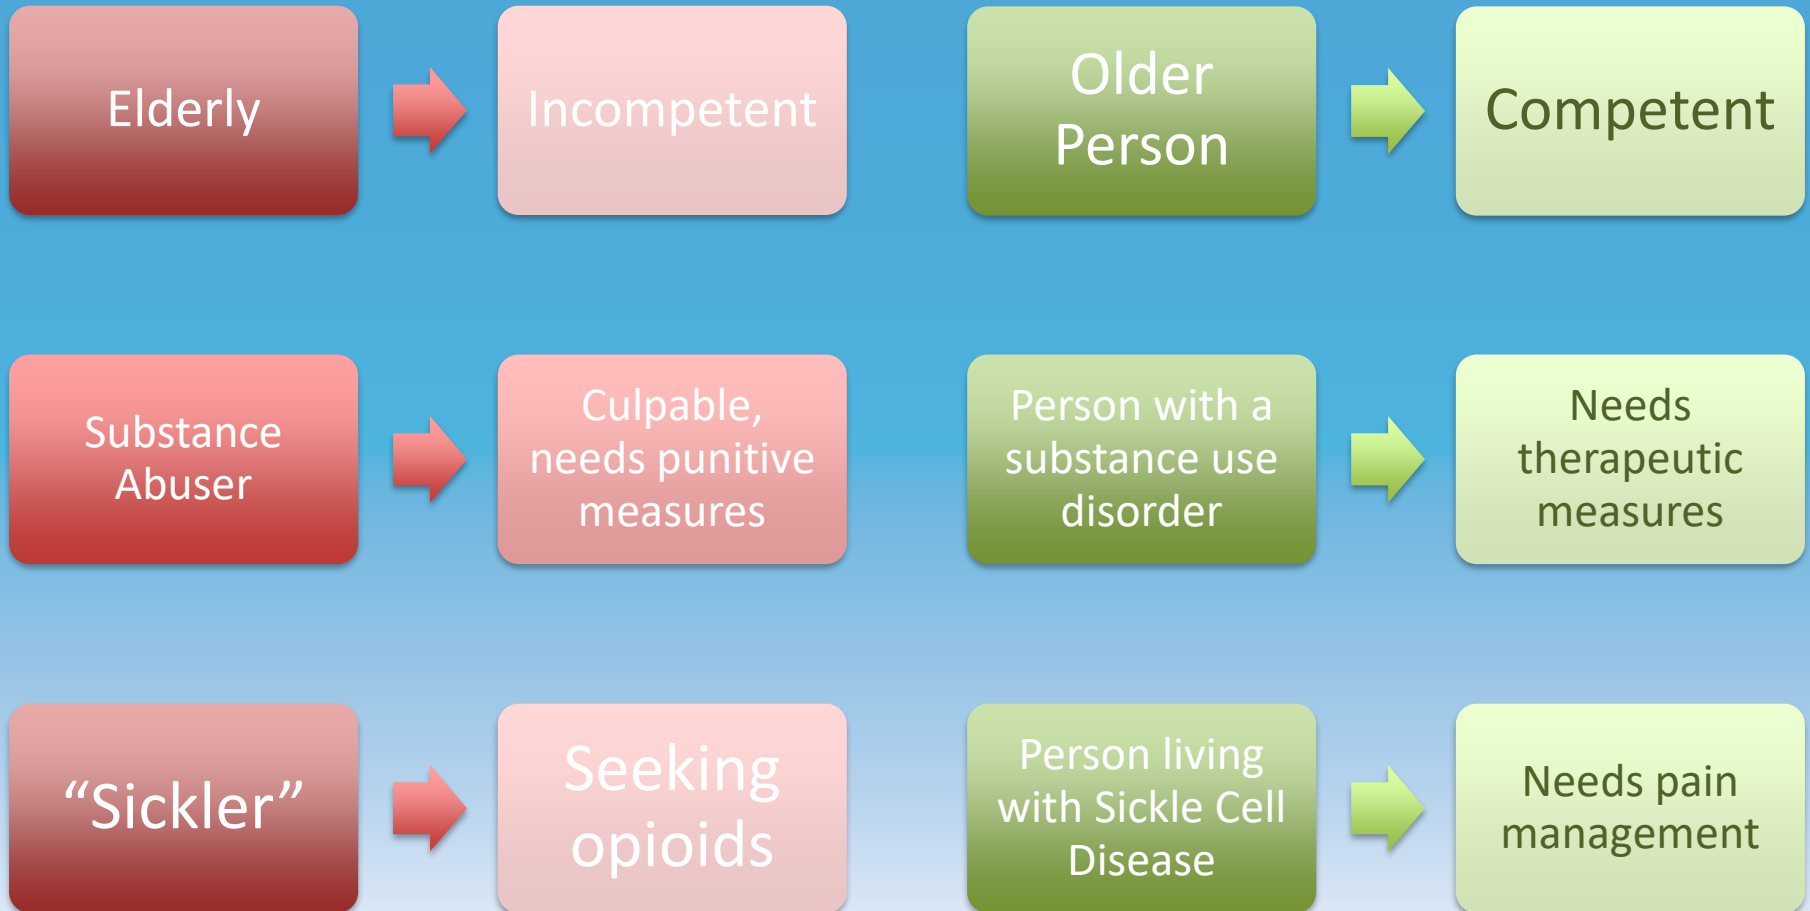 Elderly
Incompetent
Older
Person
Competent
Substance
Abuser
Culpable,
needs punitive
measures
Person with a
substance use
disorder
Needs
therapeutic
measures
“Sickler”
Seeking
opioids
Person living
with Sickle Cell
Disease
Needs pain
management